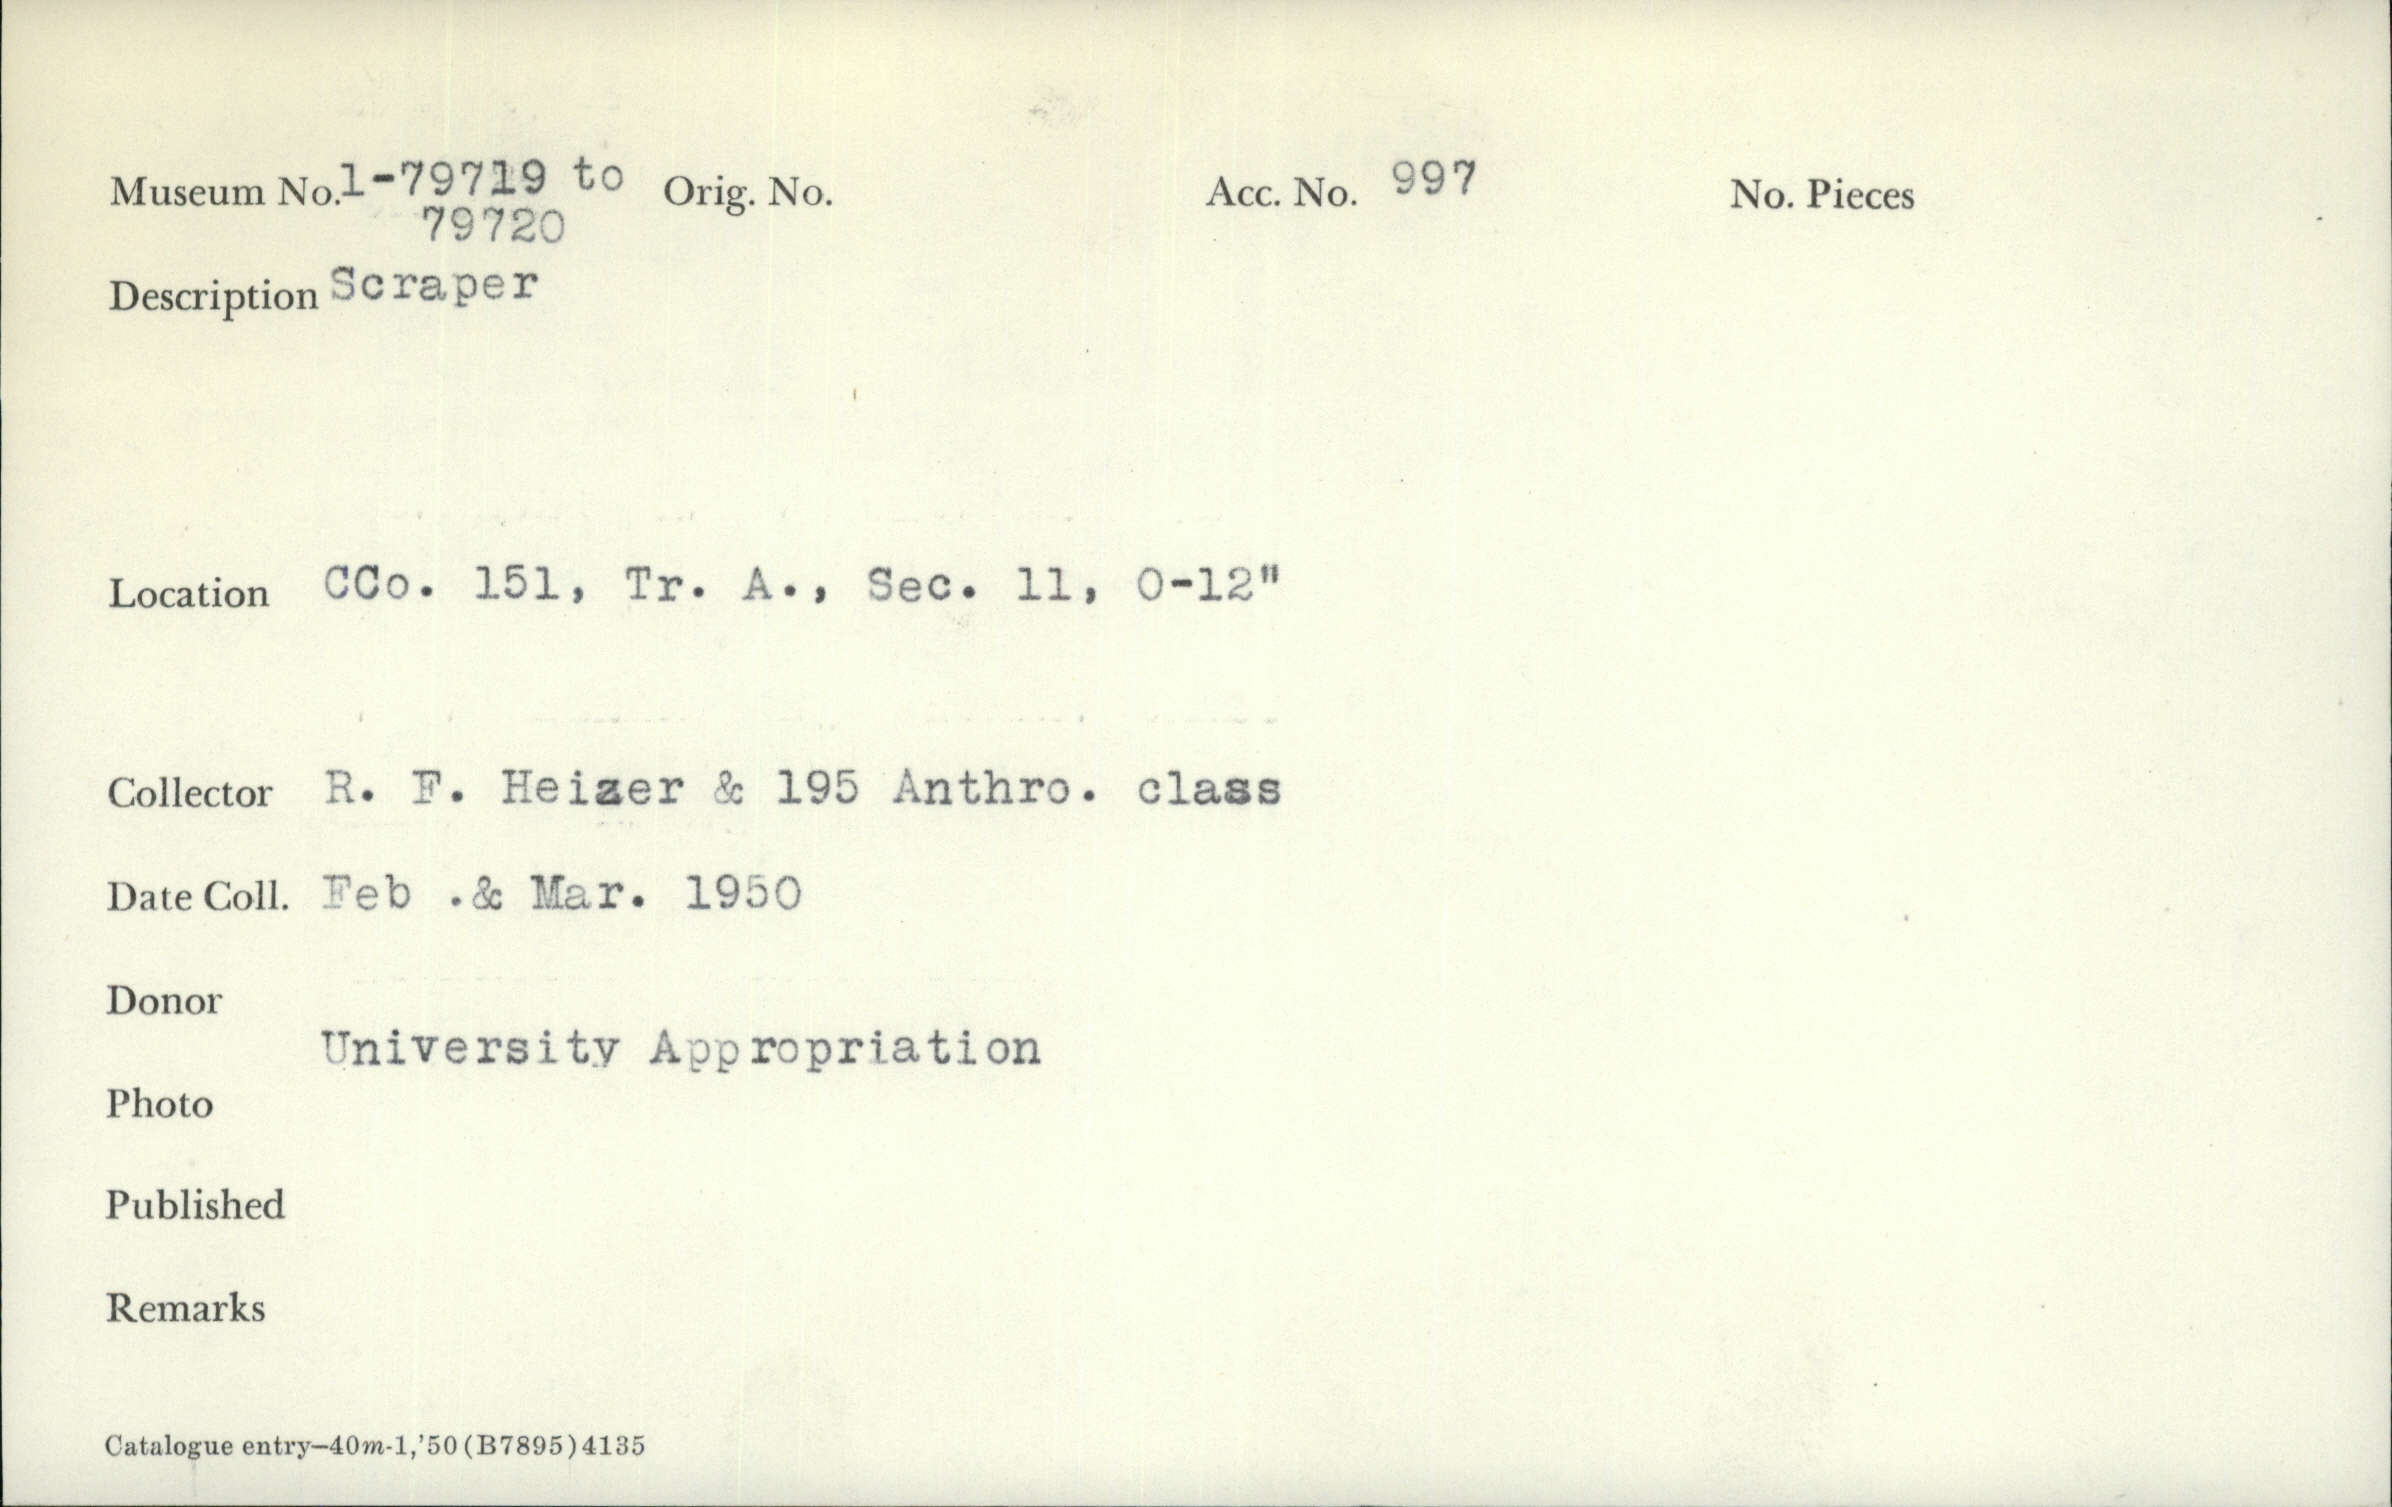 Museum No. 1-79719 to 79720 Orig. No. Acc. No. 997 No. Pieces
Description Scraper
Location CCo. 151, Tr. A., Sec. 11, 0-12"
Collector R. F. Heizer & 195 Anthro. class
Date Coll. Feb .& Mar. 1950
Donor
University Appropriation
Photo
Published
Remarks
Catalogue entry—40m-1,'50(B7895)4135